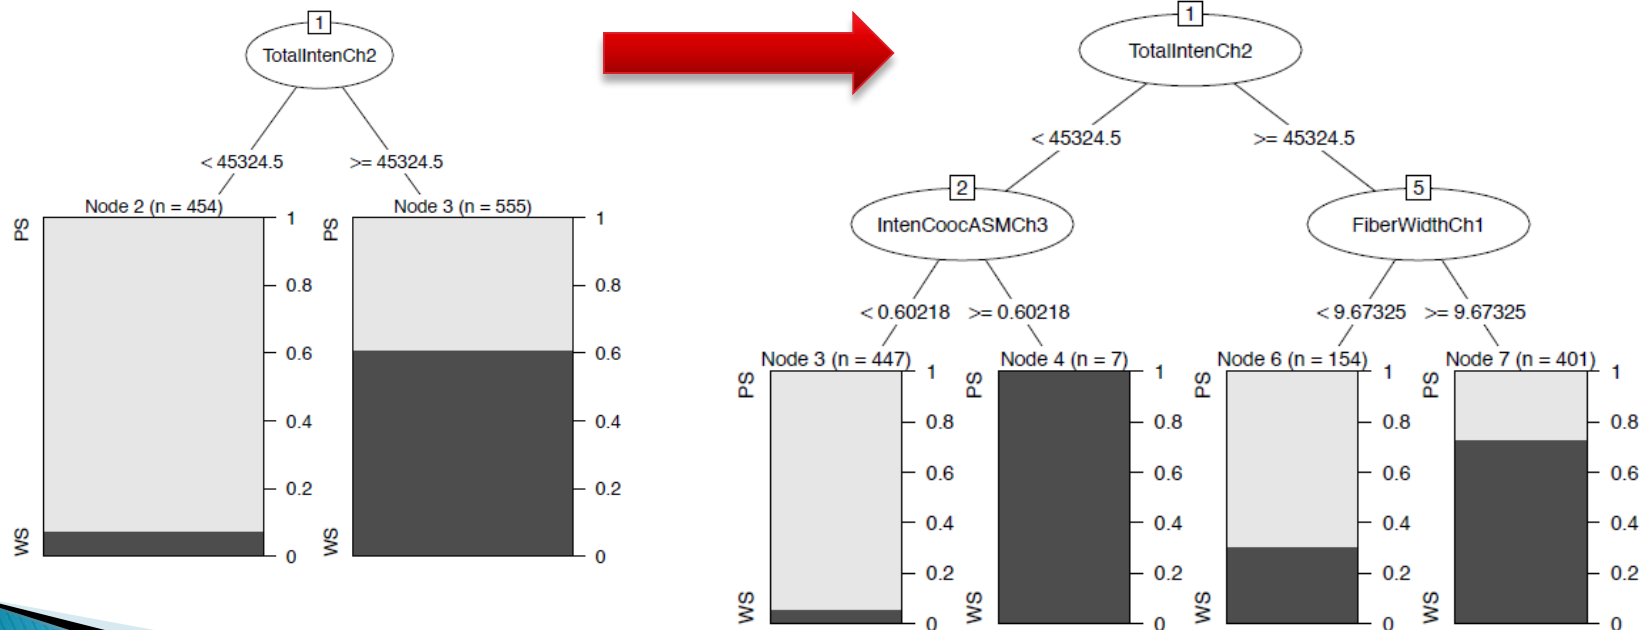 1
TotalIntenCh2
< 45324.5 >= 45324.5
Node 2 (n = 454)
PS
WS
1
0.8
0.6
0.4
0.2
0
Node 3 (n = 555)
PS
WS
1
0.8
0.6
0.4
0.2
0
1
TotalIntenCh2
< 45324.5 >= 45324.5
2
IntenCoocASMCh3
< 0.60218 >= 0.60218
5
FiberWidthCh1
< 9.67325 >= 9.67325
Node 3 (n = 447)
PS
WS
1
0.8
0.6
0.4
0.2
0
Node 4 (n = 7)
PS
WS
1
0.8
0.6
0.4
0.2
0
Node 6 (n = 154)
PS
WS
1
0.8
0.6
0.4
0.2
0
Node 7 (n = 401)
PS
WS
1
0.8
0.6
0.4
0.2
0